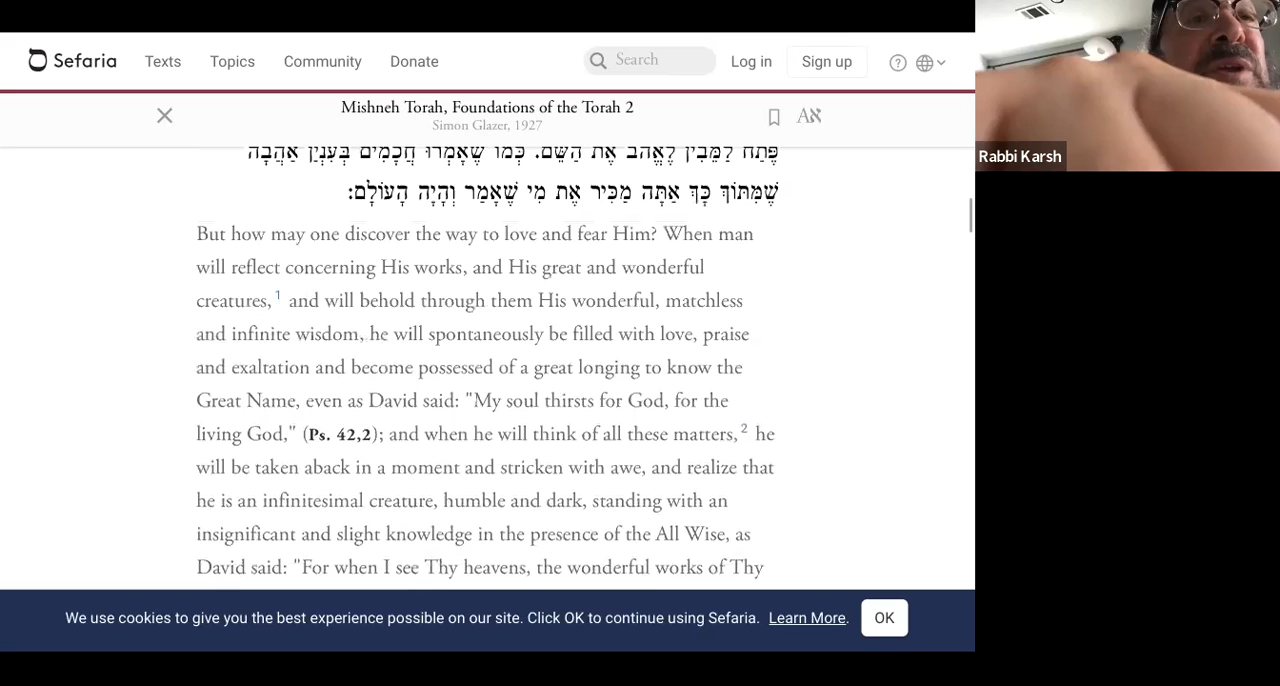 Sefaria Texts Topics Community Donate Search Log in Sign up
Mishneh Torah, Foundations of the Torah 2
Simon Glazer, 1927
פֶּתַח לַמֵּבִין לֶאֱהֹב אֶת הַשֵּׁם. כְּמוֹ שֶׁאָמְרוּ חֲכָמִים בְּעִנְיַן אַהֲבָה
שֶׁמִּתּוֹךְ כָּךְ אַתָּה מַכִּיר אֶת מִי שֶׁאָמַר וְהָיָה הָעוֹלָם:
But how may one discover the way to love and fear Him? When man
will reflect concerning His works, and His great and wonderful
creatures, 1 and will behold through them His wonderful, matchless
and infinite wisdom, he will spontaneously be filled with love, praise
and exaltation and become possessed of a great longing to know the
Great Name, even as David said: "My soul thirsts for God, for the
living God," (Ps. 42,2); and when he will think of all these matters, 2 he
will be taken aback in a moment and stricken with awe, and realize that
he is an infinitesimal creature, humble and dark, standing with an
insignificant and slight knowledge in the presence of the All Wise, as
David said: "For when I see Thy heavens, the wonderful works of Thy
We use cookies to give you the best experience possible on our site. Click OK to continue using Sefaria. Learn More. OK
Rabbi Karsh